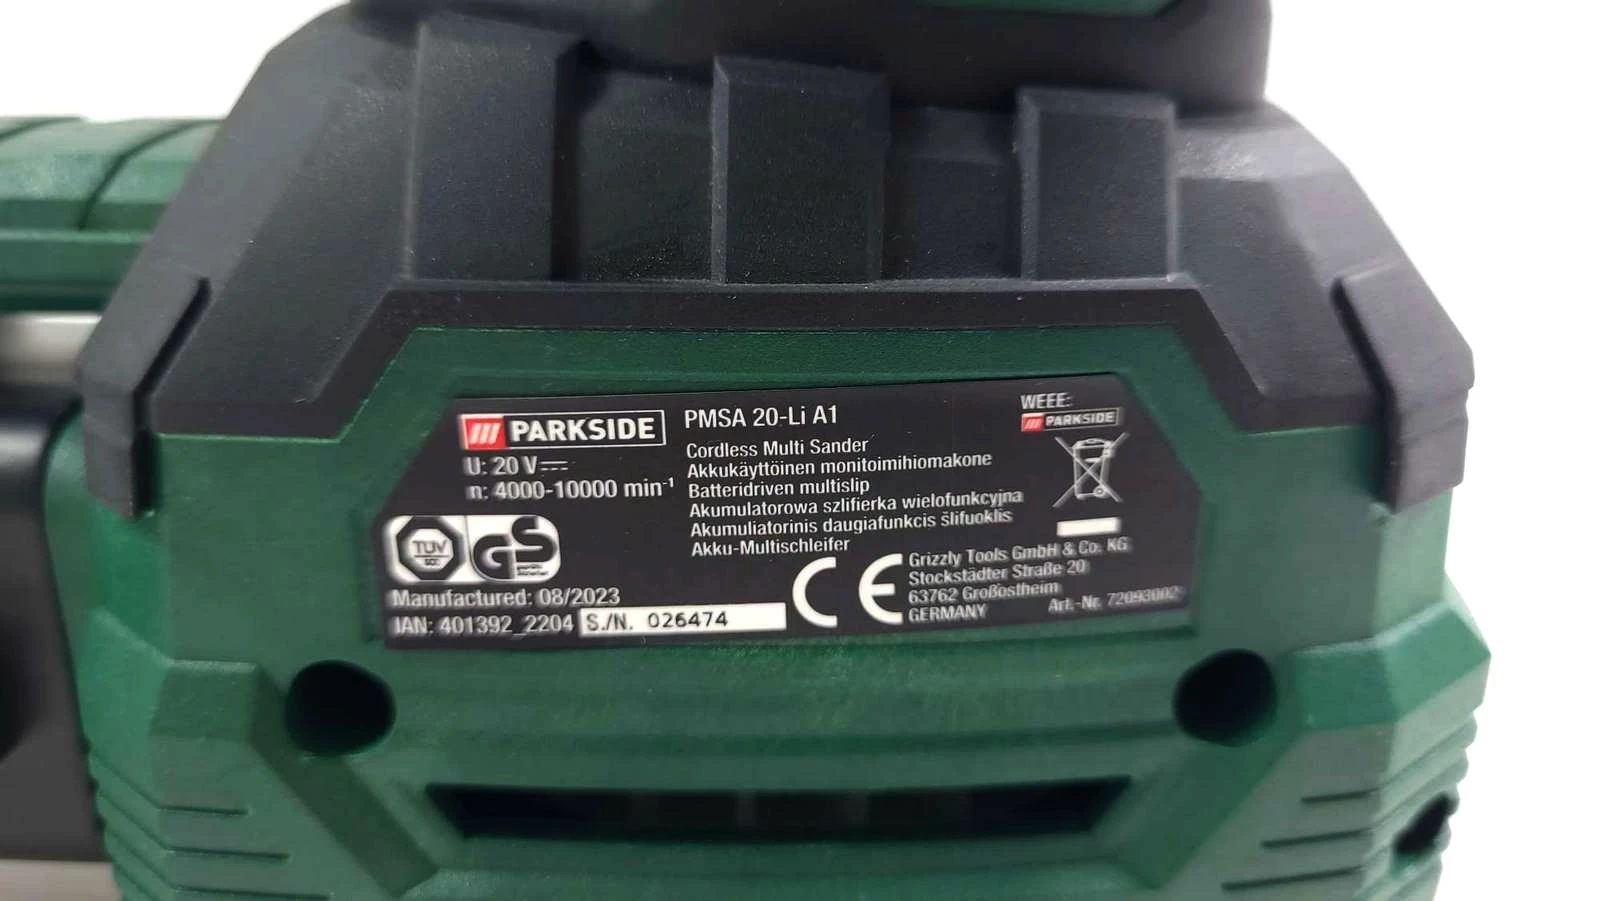 PARKSIDE
PMSA 20-Li A1
U: 20 V
n: 4000-10000 min⁻¹
Cordless Multi Sander
Akkukäyttöinen monitoimihiomakone
Batteridriven multislip
Akumulatorowa szlifierka wielofunkcyjna
Akumuliatorinis daugiafunkcis šlifuoklis
Akku-Multischleifer
WEEE:
PARKSIDE
TÜV
GS
Manufactured: 08/2023
IAN: 401392_2204
S./N. 026474
CE
Grizzly Tools GmbH & Co. KG
Stockstädter Straße 20
63762 Großostheim
GERMANY
Art.-Nr.